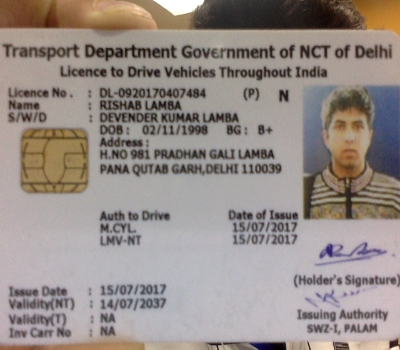 Transport Department Government of NCT of Delhi
Licence to Drive Vehicles Throughout India
Licence No. : DL-0920170407484 (P) N
Name : RISHAB LAMBA
S/W/D : DEVENDER KUMAR LAMBA
DOB: 02/11/1998 BG: B+
Address :
H.NO 981 PRADHAN GALI LAMBA
PANA QUTAB GARH,DELHI 110039
Auth to Drive Date of Issue
M.CYL. 15/07/2017
LMV-NT 15/07/2017
(Holder's Signature)
Issue Date : 15/07/2017
Validity(NT) : 14/07/2037
Validity(T) : NA
Inv Carr No : NA
Issuing Authority
SWZ-I, PALAM